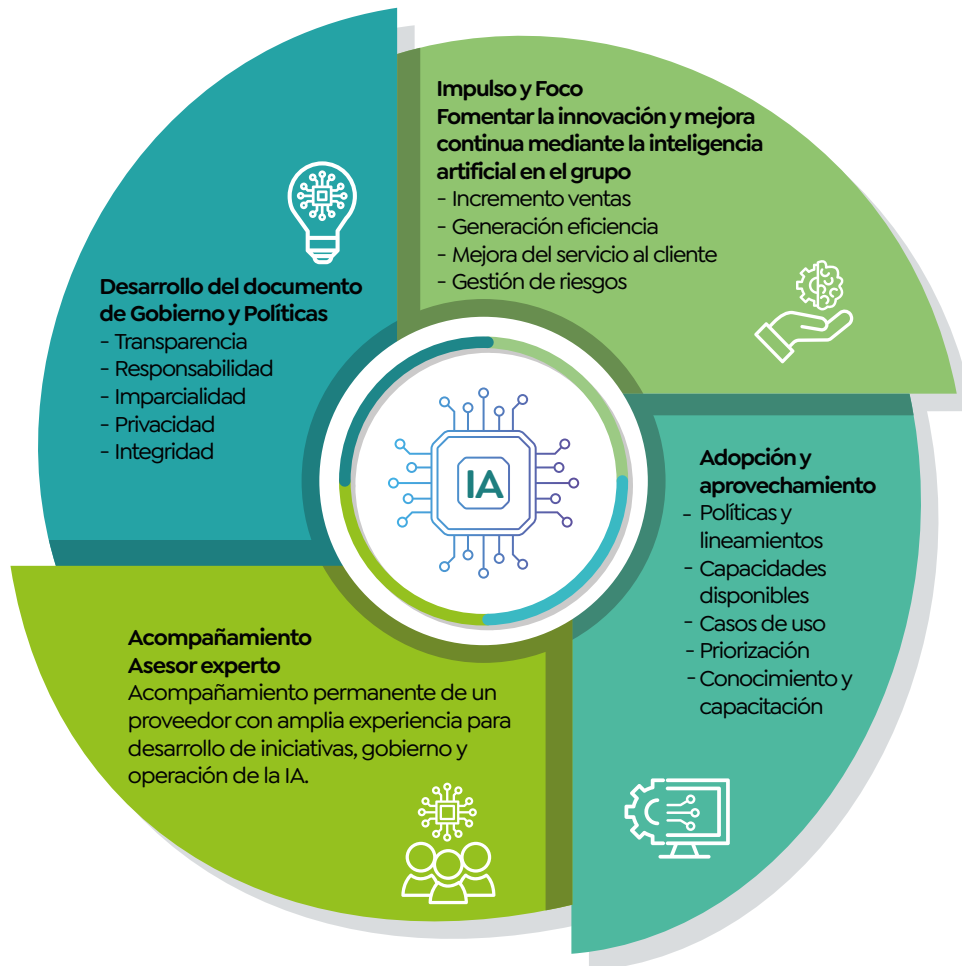 Impulso y Foco
Fomentar la innovación y mejora
continua mediante la inteligencia
artificial en el grupo
- Incremento ventas
- Generación eficiencia
- Mejora del servicio al cliente
- Gestión de riesgos
Desarrollo del documento
de Gobierno y Políticas
- Transparencia
- Responsabilidad
- Imparcialidad
- Privacidad
- Integridad
IA
Adopción y
aprovechamiento
- Políticas y
lineamientos
- Capacidades
disponibles
- Casos de uso
- Priorización
- Conocimiento y
capacitación
Acompañamiento
Asesor experto
Acompañamiento permanente de un
proveedor con amplia experiencia para
desarrollo de iniciativas, gobierno y
operación de la IA.